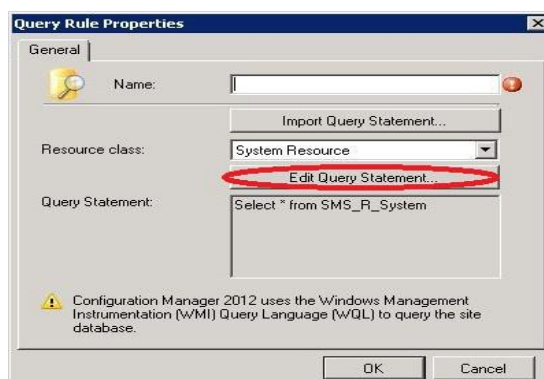 Query Rule Properties
General
Name:
Import Query Statement...
Resource class:
System Resource
Edit Query Statement...
Query Statement:
Select * from SMS_R_System
Configuration Manager 2012 uses the Windows Management
Instrumentation (WMI) Query Language (WQL) to query the site
database.
OK
Cancel